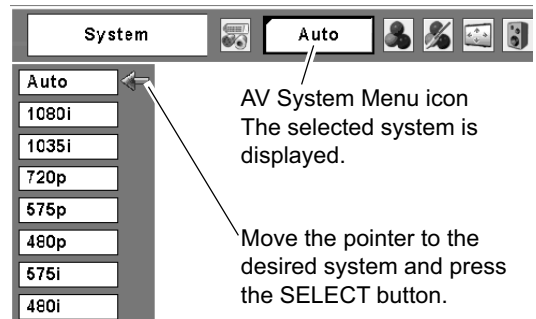 System
Auto
Auto
1080i
1035i
720p
575p
480p
575i
480i
AV System Menu icon
The selected system is
displayed.
Move the pointer to the
desired system and press
the SELECT button.